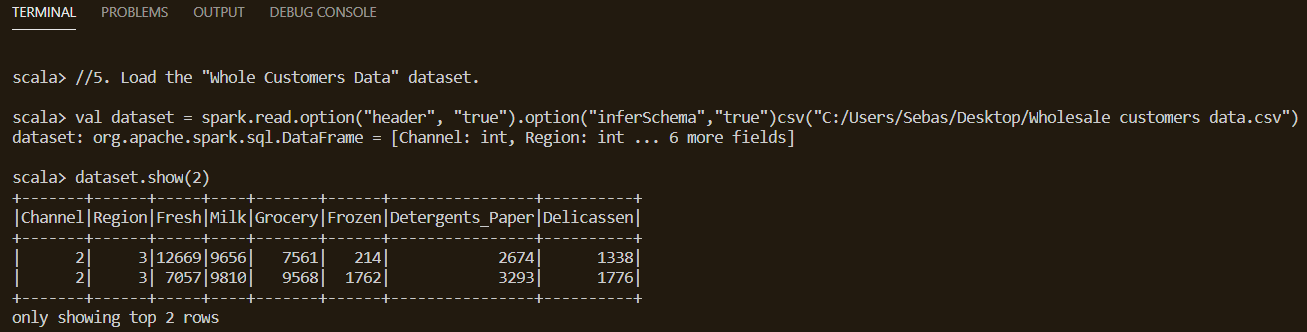 TERMINAL PROBLEMS OUTPUT DEBUG CONSOLE
scala> //5. Load the "Whole Customers Data" dataset.
scala> val dataset = spark.read.option("header", "true").option("inferSchema","true")csv("C:/Users/Sebas/Desktop/Wholesale customers data.csv")
dataset: org.apache.spark.sql.DataFrame = [Channel: int, Region: int ... 6 more fields]
scala> dataset.show(2)
+-------+------+-----+----+-------+------+----------------+----------+
|Channel|Region|Fresh|Milk|Grocery|Frozen|Detergents_Paper|Delicassen|
+-------+------+-----+----+-------+------+----------------+----------+
|      2|     3|12669|9656|   7561|   214|            2674|      1338|
|      2|     3| 7057|9810|   9568|  1762|            3293|      1776|
+-------+------+-----+----+-------+------+----------------+----------+
only showing top 2 rows